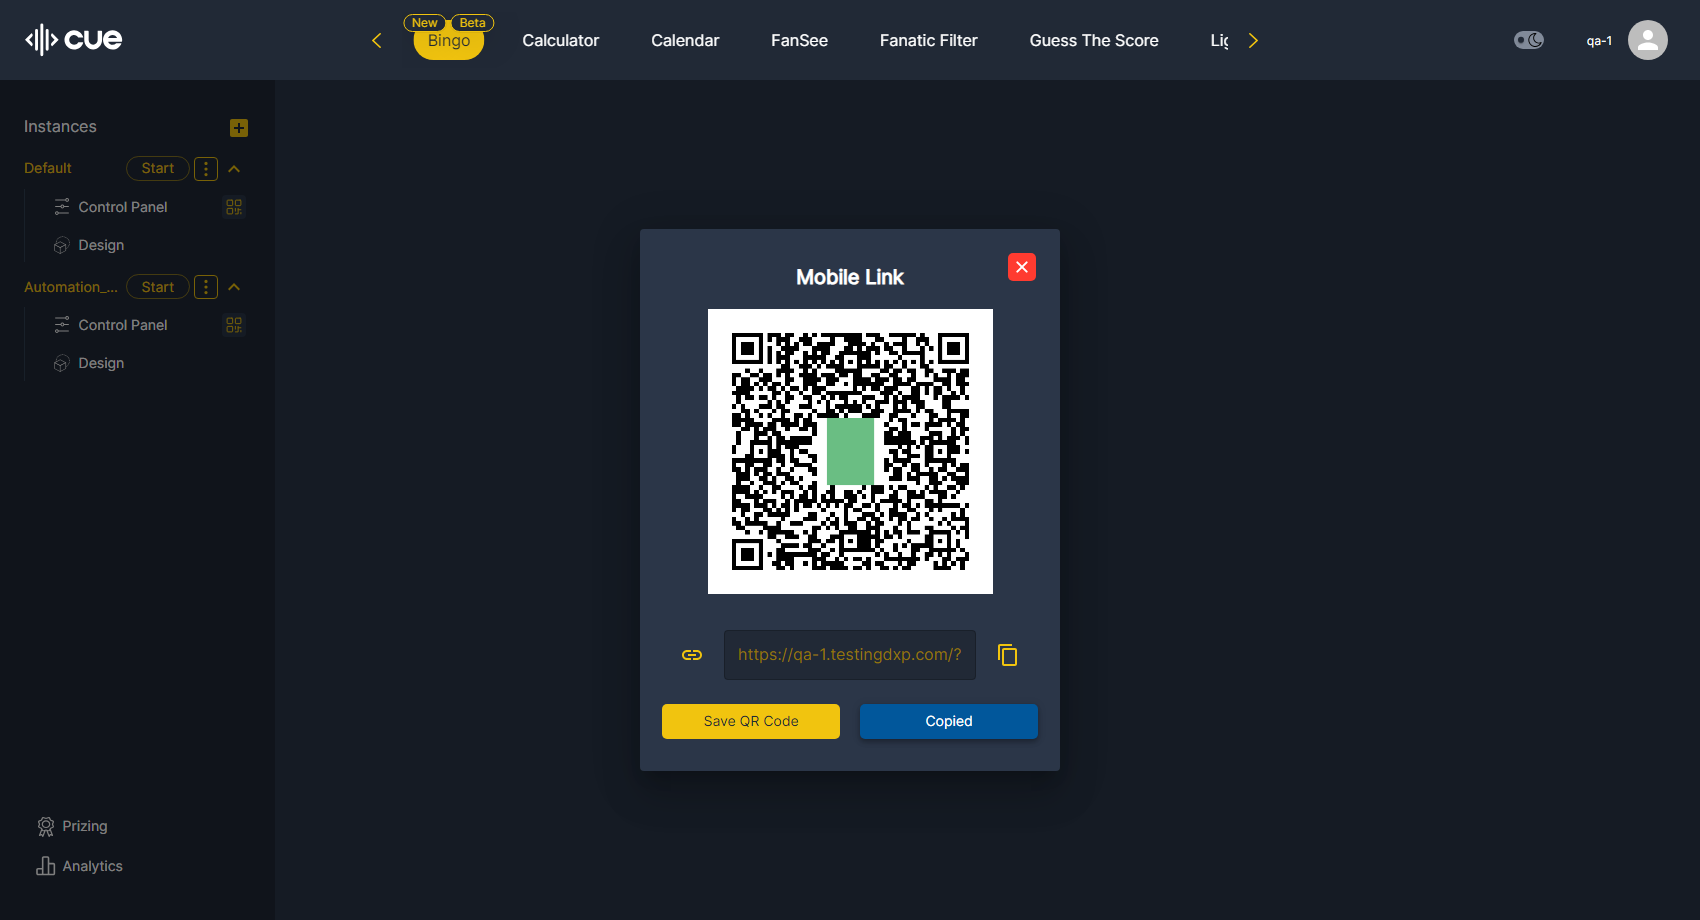 cue
New
Beta
Bingo
Calculator
Calendar
FanSee
Fanatic Filter
Guess The Score
qa-1
Instances
Default
Start
Control Panel
Design
Automation_...
Start
Control Panel
Design
Prizing
Analytics
Mobile Link
https://qa-1.testingdxp.com/?
Save QR Code
Copied